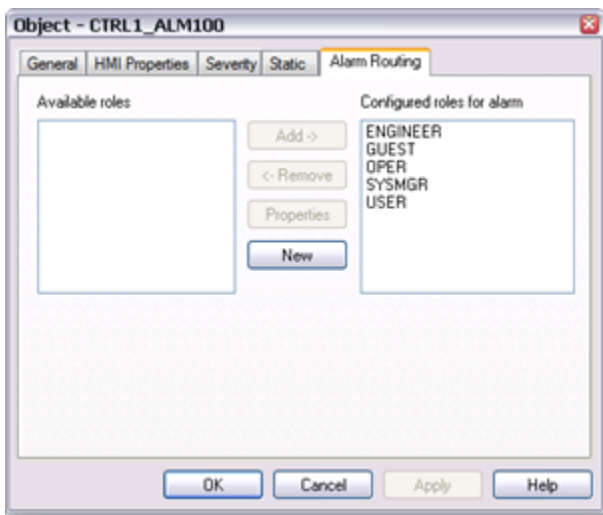 Object - CTRL1_ALM100
General HMI Properties Severity Static Alarm Routing
Available roles
Configured roles for alarm
Add ->
<- Remove
Properties
New
ENGINEER
GUEST
OPER
SYSMGR
USER
OK Cancel Apply Help